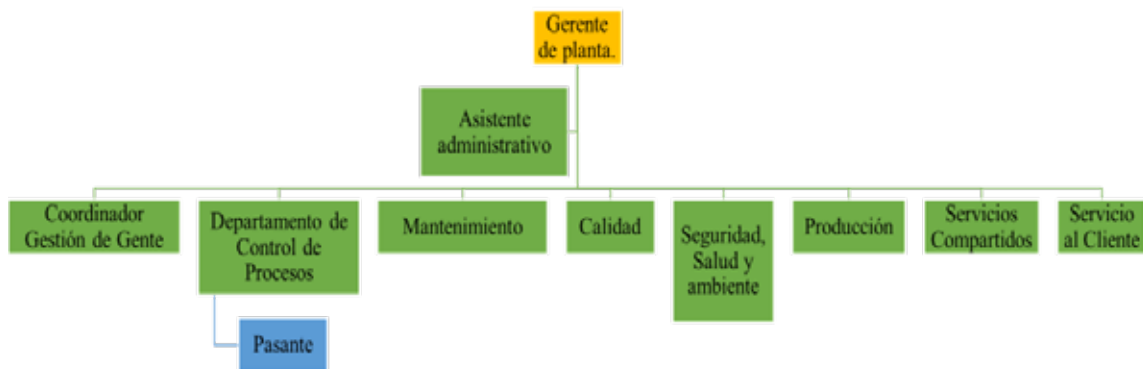 Gerente
de planta.
Asistente
administrativo
Coordinador
Gestión de Gente
Departamento de
Control de
Procesos
Mantenimiento
Calidad
Seguridad,
Salud y
ambiente
Producción
Servicios
Compartidos
Servicio
al Cliente
Pasante